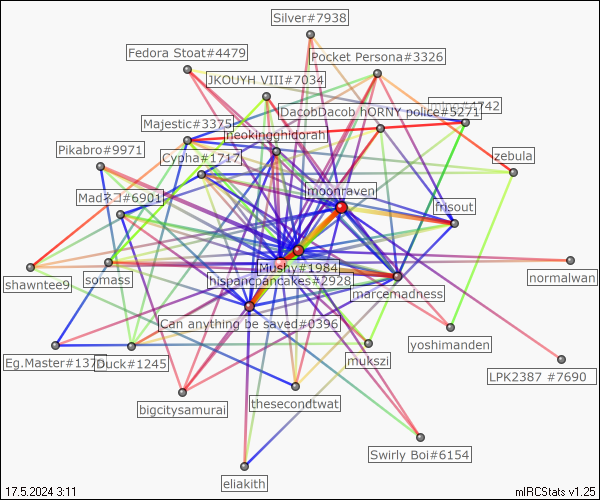 Silver#7938
Fedora Stoat#4479
Pocket Persona#3326
JKOUYH VIII#7034
DacobDacob hORNY police#5271
Majestic#3375
neokingghidorah
Pikabro#9971
Cypha#1717
zebula
moonraven
Madネコ#6901
frisout
Mushy#1984
shawntee9
somass
hispanicpancakes#2928
normalwan
marcemadness
Can anything be saved#0396
yoshimanden
Eg.Master#137
Duck#1245
mukszi
LPK2387 #7690
bigcitysamurai
thesecondtwat
Swirly Boi#6154
eliakith
17.5.2024 3:11
mIRCStats v1.25